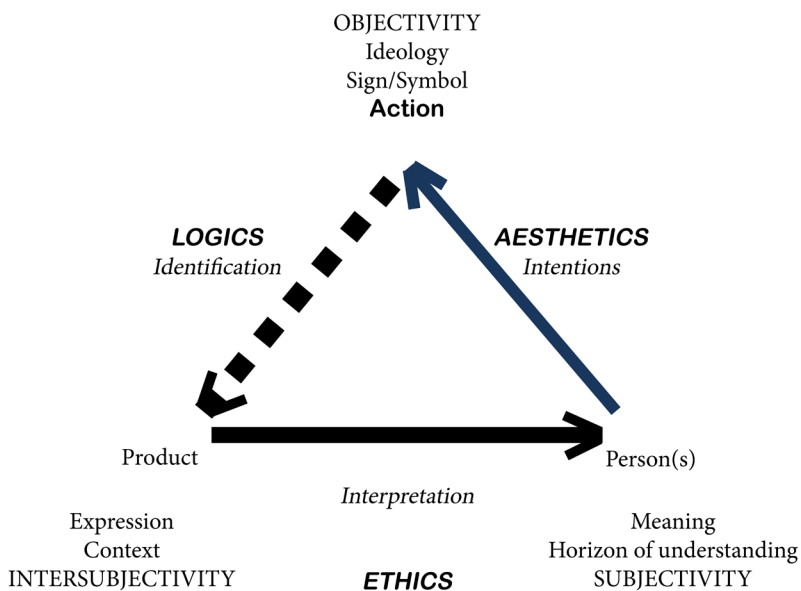 OBJECTIVITY
Ideology
Sign/Symbol
Action
LOGICS
Identification
AESTHETICS
Intentions
Product
Person(s)
Interpretation
Expression
Context
INTERSUBJECTIVITY
Meaning
Horizon of understanding
SUBJECTIVITY
ETHICS